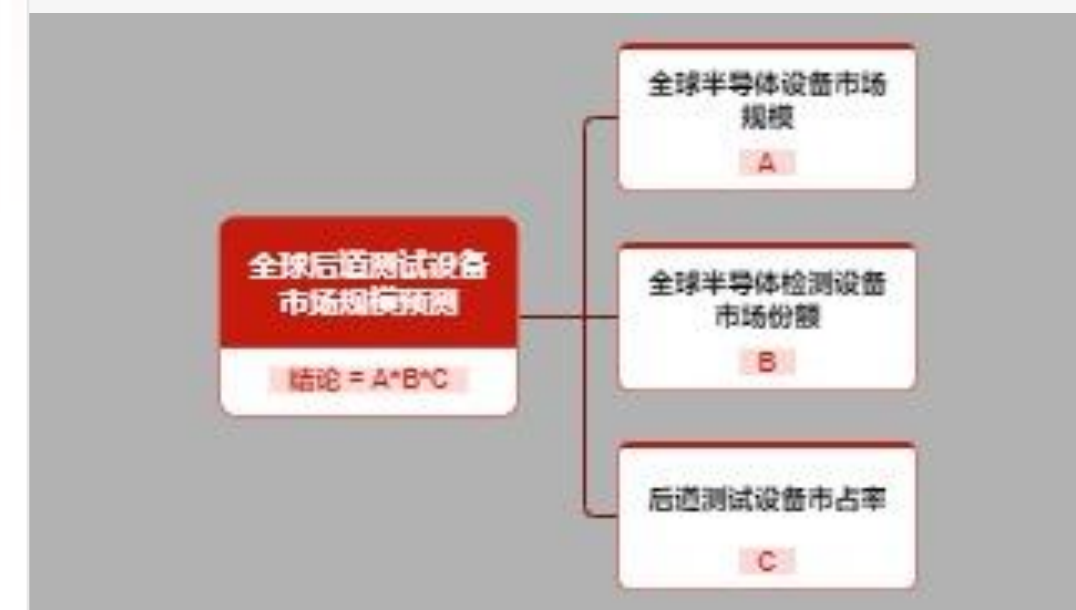 全球半导体设备市场
规模
A
全球后道测试设备
市场规模预测
结论 = A*B*C
全球半导体检测设备
市场份额
B
后道测试设备市占率
C